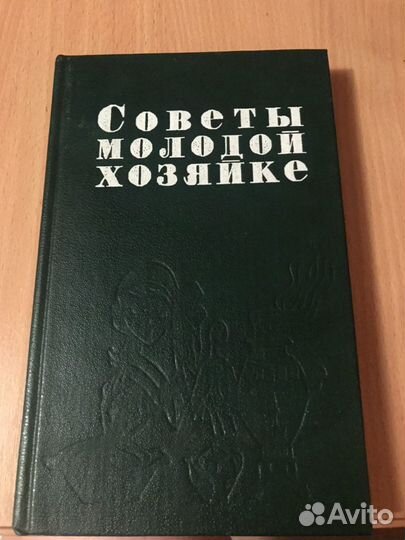 Советы
молодой
хозяйке
Avito